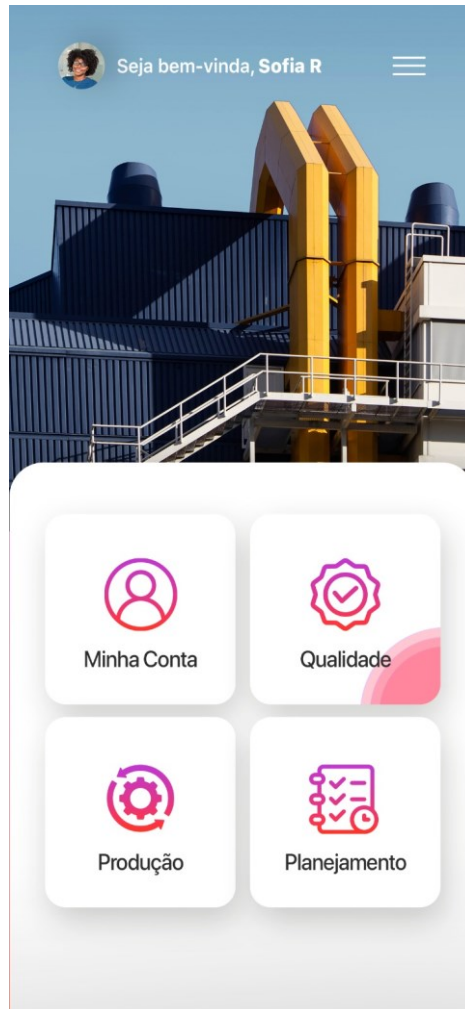 Seja bem-vinda, Sofia R
Minha Conta
Qualidade
Produção
Planejamento